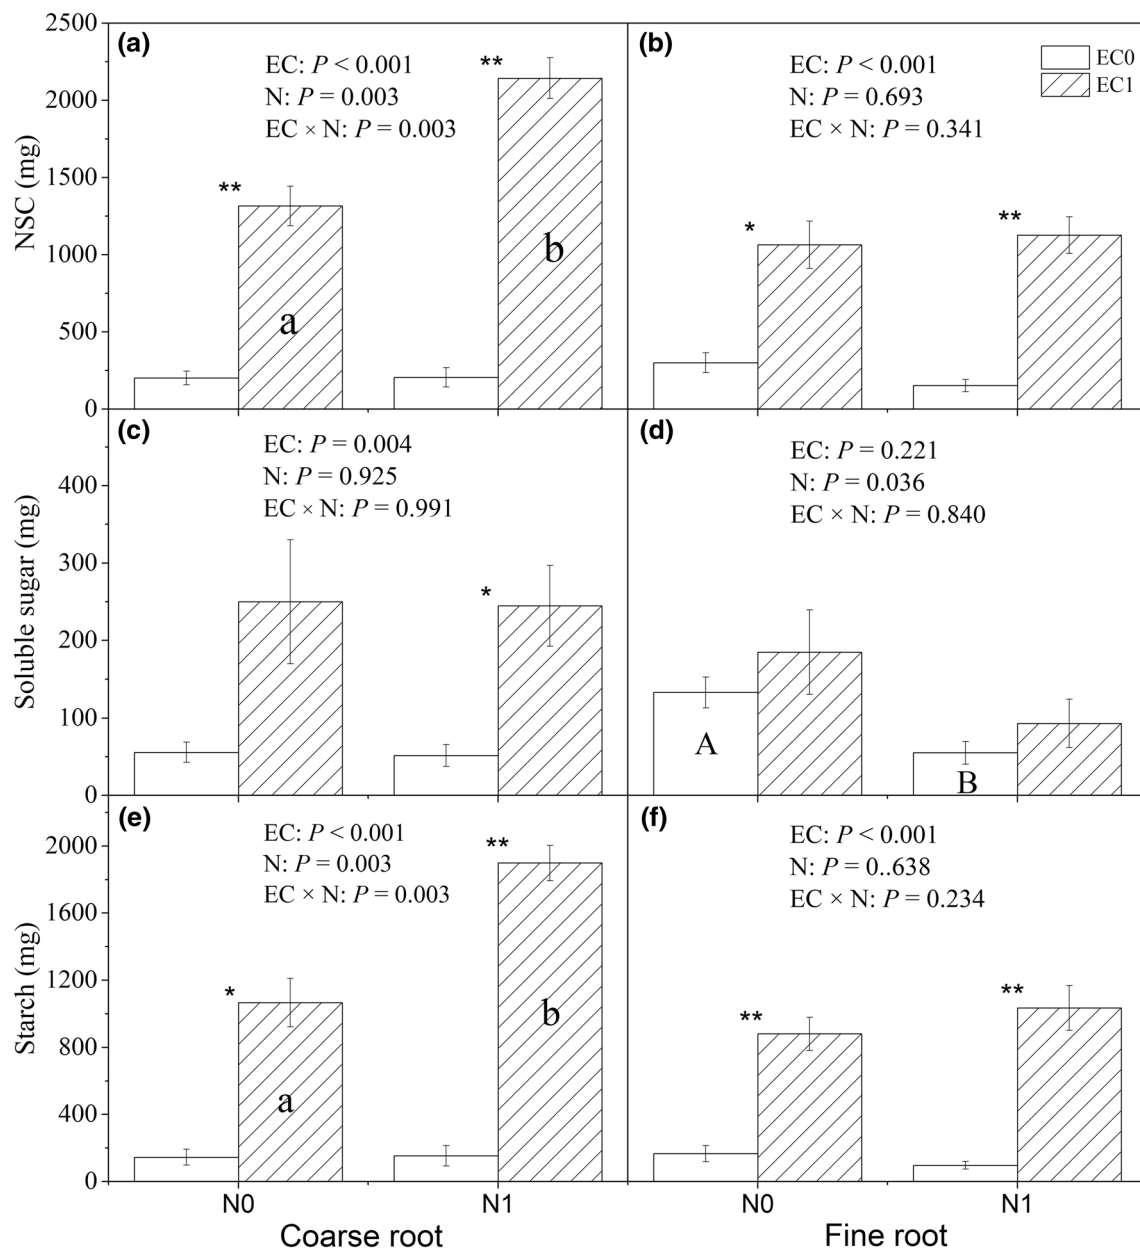 2500
2000
1500
1000
500
0
NSC (mg)
(a)
EC: P < 0.001
N: P = 0.003
EC × N: P = 0.003
**
**
a
b
(b)
EC: P < 0.001
N: P = 0.693
EC × N: P = 0.341
EC0
EC1
*
**
400
300
200
100
0
Soluble sugar (mg)
(c)
EC: P = 0.004
N: P = 0.925
EC × N: P = 0.991
*
(d)
EC: P = 0.221
N: P = 0.036
EC × N: P = 0.840
A
B
2000
1600
1200
800
400
0
Starch (mg)
(e)
EC: P < 0.001
N: P = 0.003
EC × N: P = 0.003
*
**
a
b
(f)
EC: P < 0.001
N: P = 0..638
EC × N: P = 0.234
**
**
N0 N1 N0 N1
Coarse root Fine root